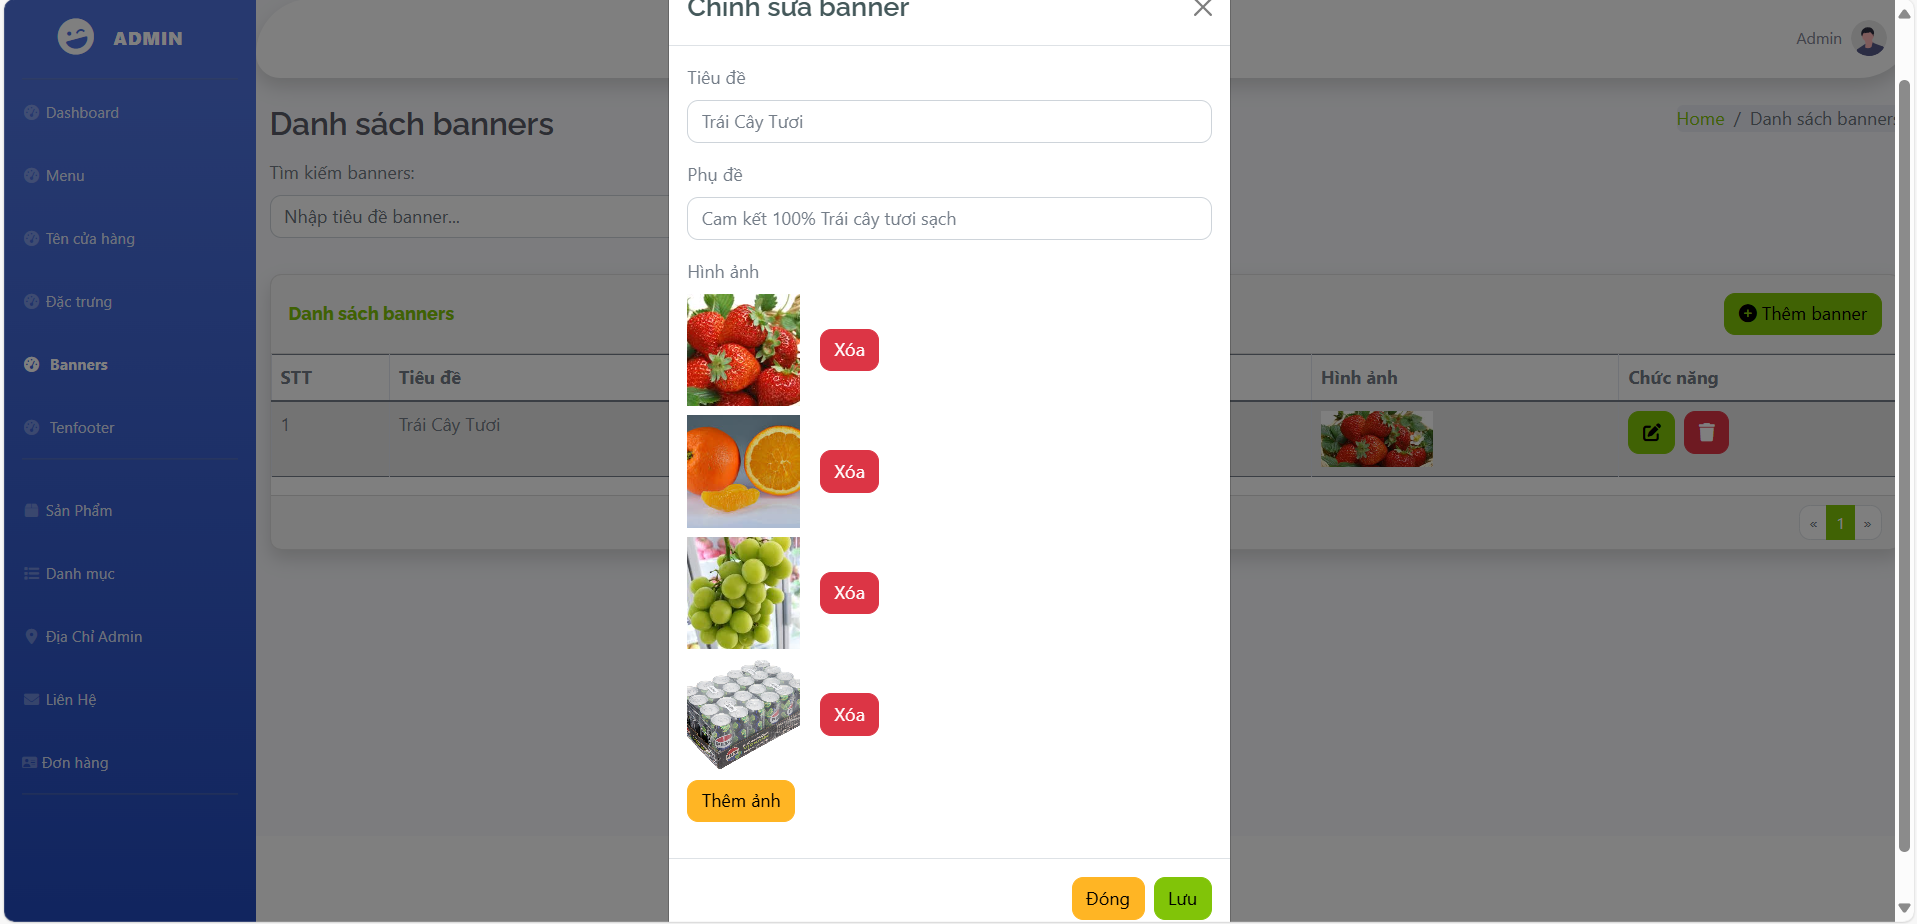 ADMIN
Dashboard
Menu
Tên cửa hàng
Đặc trưng
Banners
Tenfooter
Sản Phẩm
Danh mục
Địa Chỉ Admin
Liên Hệ
Đơn hàng
Admin
Danh sách banners
Home / Danh sách banners
Tìm kiếm banners:
Nhập tiêu đề banner...
Danh sách banners
Thêm banner
STT Tiêu đề Hình ảnh Chức năng
1 Trái Cây Tươi
« 1 »
Chỉnh sửa banner
Tiêu đề
Trái Cây Tươi
Phụ đề
Cam kết 100% Trái cây tươi sạch
Hình ảnh
Xóa
Xóa
Xóa
Xóa
Thêm ảnh
Đóng Lưu